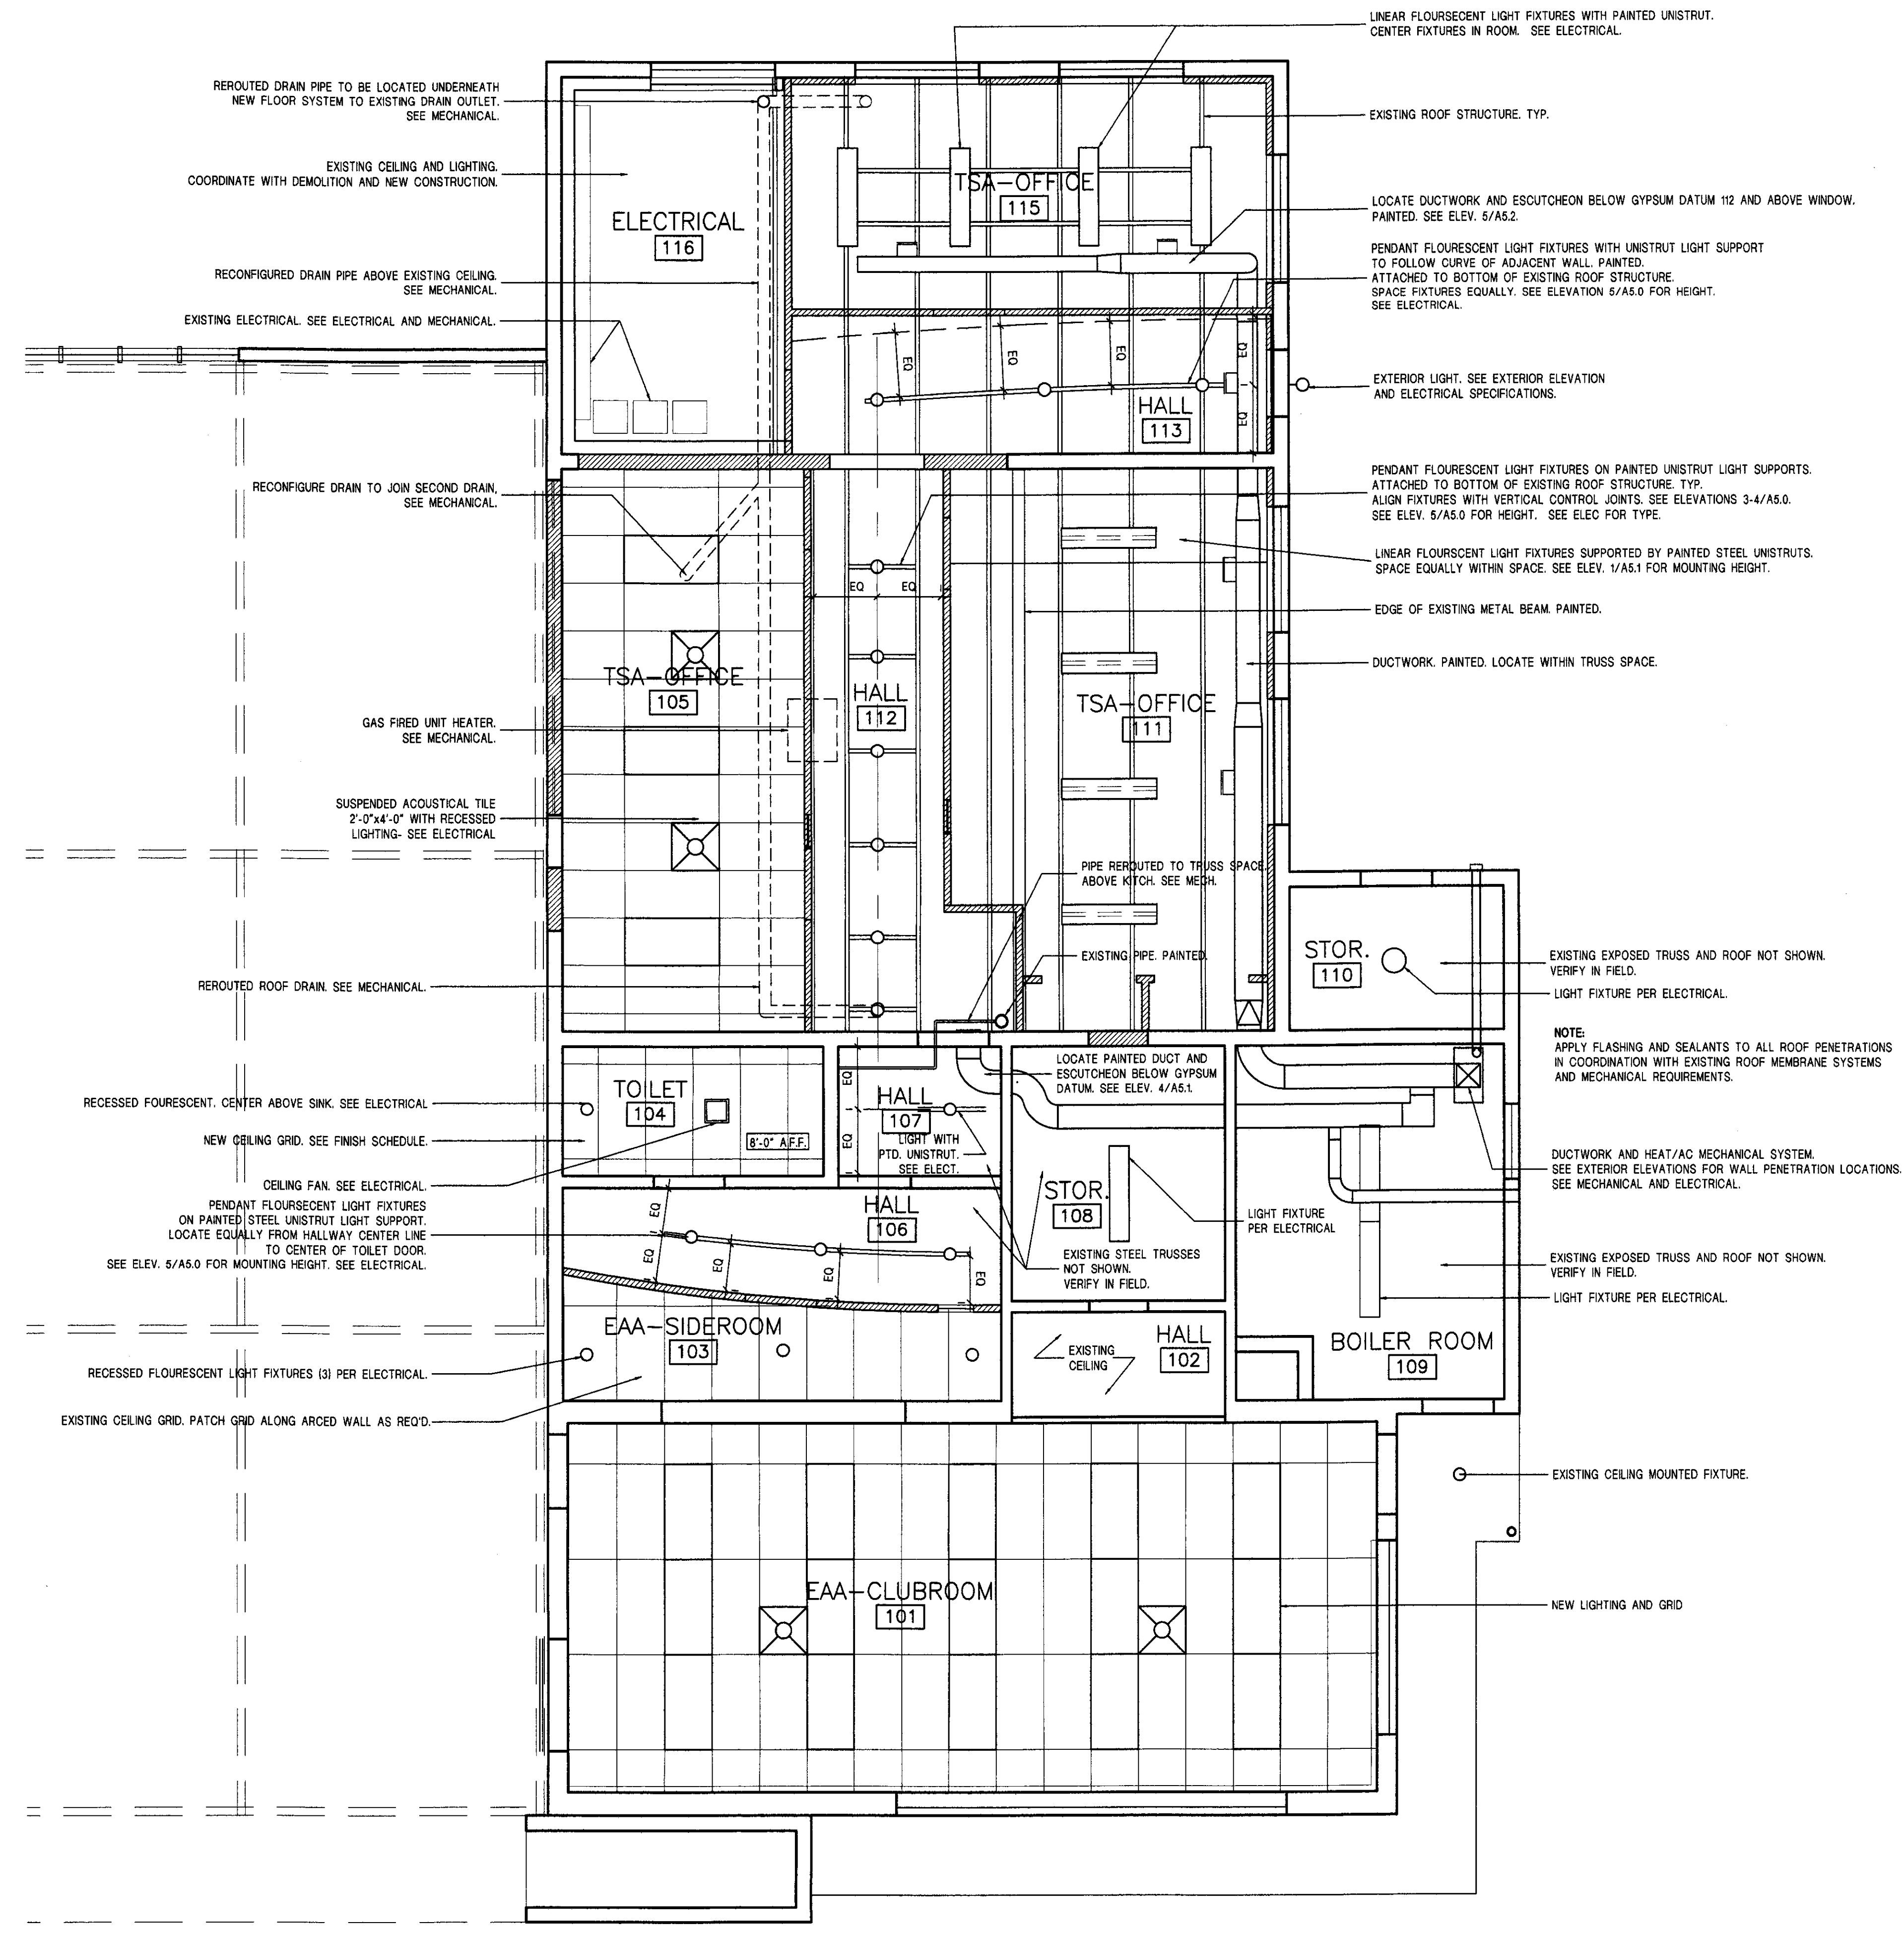 LINEAR FLOURSECENT LIGHT FIXTURES WITH PAINTED UNISTRUT.
CENTER FIXTURES IN ROOM. SEE ELECTRICAL.
REROUTED DRAIN PIPE TO BE LOCATED UNDERNEATH
NEW FLOOR SYSTEM TO EXISTING DRAIN OUTLET.
SEE MECHANICAL.
EXISTING ROOF STRUCTURE. TYP.
EXISTING CEILING AND LIGHTING.
COORDINATE WITH DEMOLITION AND NEW CONSTRUCTION.
TSA-OFFICE
115
LOCATE DUCTWORK AND ESCUTCHEON BELOW GYPSUM DATUM 112 AND ABOVE WINDOW.
PAINTED. SEE ELEV. 5/A5.2.
ELECTRICAL
116
PENDANT FLOURESCENT LIGHT FIXTURES WITH UNISTRUT LIGHT SUPPORT
TO FOLLOW CURVE OF ADJACENT WALL. PAINTED.
ATTACHED TO BOTTOM OF EXISTING ROOF STRUCTURE.
SPACE FIXTURES EQUALLY. SEE ELEVATION 5/A5.0 FOR HEIGHT.
SEE ELECTRICAL.
RECONFIGURED DRAIN PIPE ABOVE EXISTING CEILING.
SEE MECHANICAL.
EXISTING ELECTRICAL. SEE ELECTRICAL AND MECHANICAL.
EQ
EQ
EQ
EQ
EQ
EXTERIOR LIGHT. SEE EXTERIOR ELEVATION
AND ELECTRICAL SPECIFICATIONS.
HALL
113
PENDANT FLOURESCENT LIGHT FIXTURES ON PAINTED UNISTRUT LIGHT SUPPORTS.
ATTACHED TO BOTTOM OF EXISTING ROOF STRUCTURE. TYP.
ALIGN FIXTURES WITH VERTICAL CONTROL JOINTS. SEE ELEVATIONS 3-4/A5.0.
SEE ELEV. 5/A5.0 FOR HEIGHT. SEE ELEC FOR TYPE.
RECONFIGURE DRAIN TO JOIN SECOND DRAIN,
SEE MECHANICAL.
LINEAR FLOURSCENT LIGHT FIXTURES SUPPORTED BY PAINTED STEEL UNISTRUTS.
SPACE EQUALLY WITHIN SPACE. SEE ELEV. 1/A5.1 FOR MOUNTING HEIGHT.
EQ EQ
EDGE OF EXISTING METAL BEAM. PAINTED.
DUCTWORK. PAINTED. LOCATE WITHIN TRUSS SPACE.
TSA-OFFICE
105
HALL
112
TSA-OFFICE
111
GAS FIRED UNIT HEATER.
SEE MECHANICAL.
SUSPENDED ACOUSTICAL TILE
2'-0"x4'-0" WITH RECESSED
LIGHTING- SEE ELECTRICAL
PIPE REROUTED TO TRUSS SPACE
ABOVE KITCH. SEE MECH.
EXISTING PIPE. PAINTED.
STOR.
110
EXISTING EXPOSED TRUSS AND ROOF NOT SHOWN.
VERIFY IN FIELD.
REROUTED ROOF DRAIN. SEE MECHANICAL.
LIGHT FIXTURE PER ELECTRICAL.
NOTE:
APPLY FLASHING AND SEALANTS TO ALL ROOF PENETRATIONS
IN COORDINATION WITH EXISTING ROOF MEMBRANE SYSTEMS
AND MECHANICAL REQUIREMENTS.
LOCATE PAINTED DUCT AND
ESCUTCHEON BELOW GYPSUM
DATUM. SEE ELEV. 4/A5.1.
TOILET
104
8'-0" A.F.F.
EQ
EQ
HALL
107
LIGHT WITH
PTD. UNISTRUT.
SEE ELECT.
RECESSED FOURESCENT. CENTER ABOVE SINK. SEE ELECTRICAL
NEW CEILING GRID. SEE FINISH SCHEDULE.
DUCTWORK AND HEAT/AC MECHANICAL SYSTEM.
SEE EXTERIOR ELEVATIONS FOR WALL PENETRATION LOCATIONS.
SEE MECHANICAL AND ELECTRICAL.
CEILING FAN. SEE ELECTRICAL.
PENDANT FLOURSECENT LIGHT FIXTURES
ON PAINTED STEEL UNISTRUT LIGHT SUPPORT.
LOCATE EQUALLY FROM HALLWAY CENTER LINE
TO CENTER OF TOILET DOOR.
SEE ELEV. 5/A5.0 FOR MOUNTING HEIGHT. SEE ELECTRICAL.
HALL
106
EQ
EQ
EQ
EQ
EQ
STOR.
108
LIGHT FIXTURE
PER ELECTRICAL
EXISTING STEEL TRUSSES
NOT SHOWN.
VERIFY IN FIELD.
EXISTING EXPOSED TRUSS AND ROOF NOT SHOWN.
VERIFY IN FIELD.
LIGHT FIXTURE PER ELECTRICAL.
EAA-SIDEROOM
103
HALL
102
EXISTING
CEILING
BOILER ROOM
109
RECESSED FLOURESCENT LIGHT FIXTURES (3) PER ELECTRICAL.
EXISTING CEILING GRID. PATCH GRID ALONG ARCED WALL AS REQ'D.
EXISTING CEILING MOUNTED FIXTURE.
EAA-CLUBROOM
101
NEW LIGHTING AND GRID